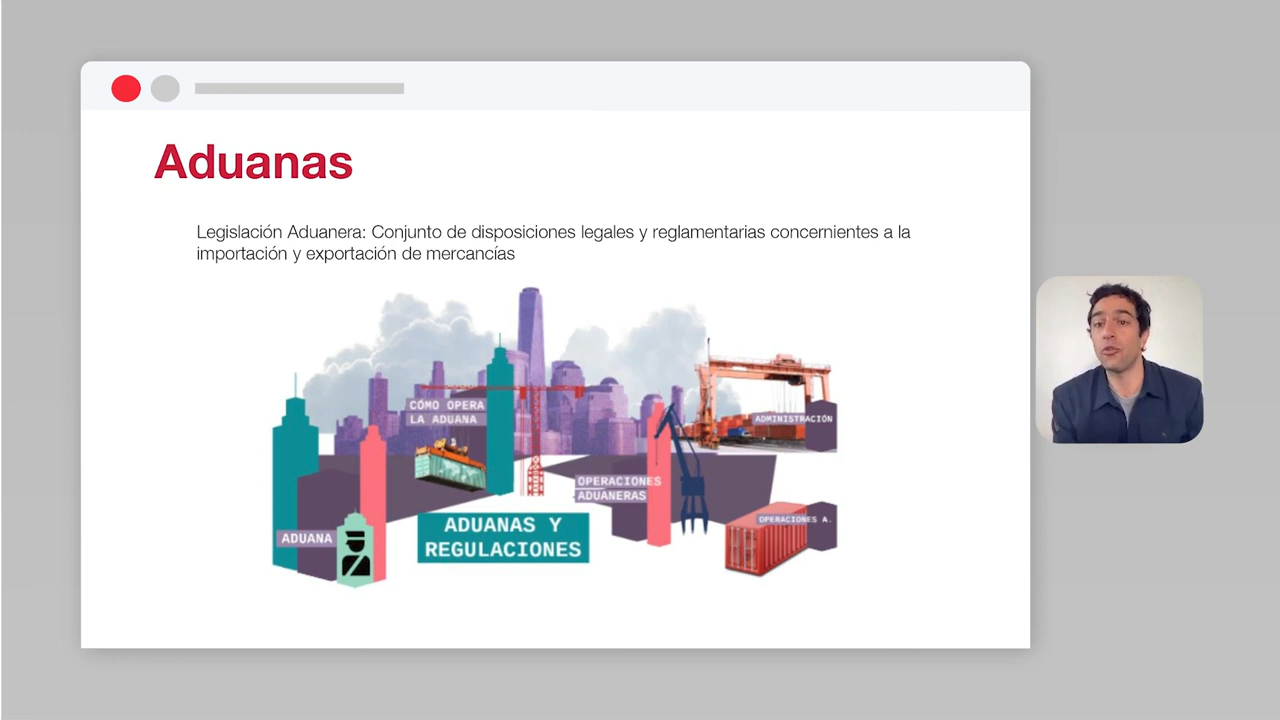 Aduanas
Legislación Aduanera: Conjunto de disposiciones legales y reglamentarias concernientes a la
importación y exportación de mercancías
CÓMO OPERA
LA ADUANA
ADMINISTRACIÓN
OPERACIONES
ADUANERAS
OPERACIONES A.
ADUANAS Y
REGULACIONES
ADUANA